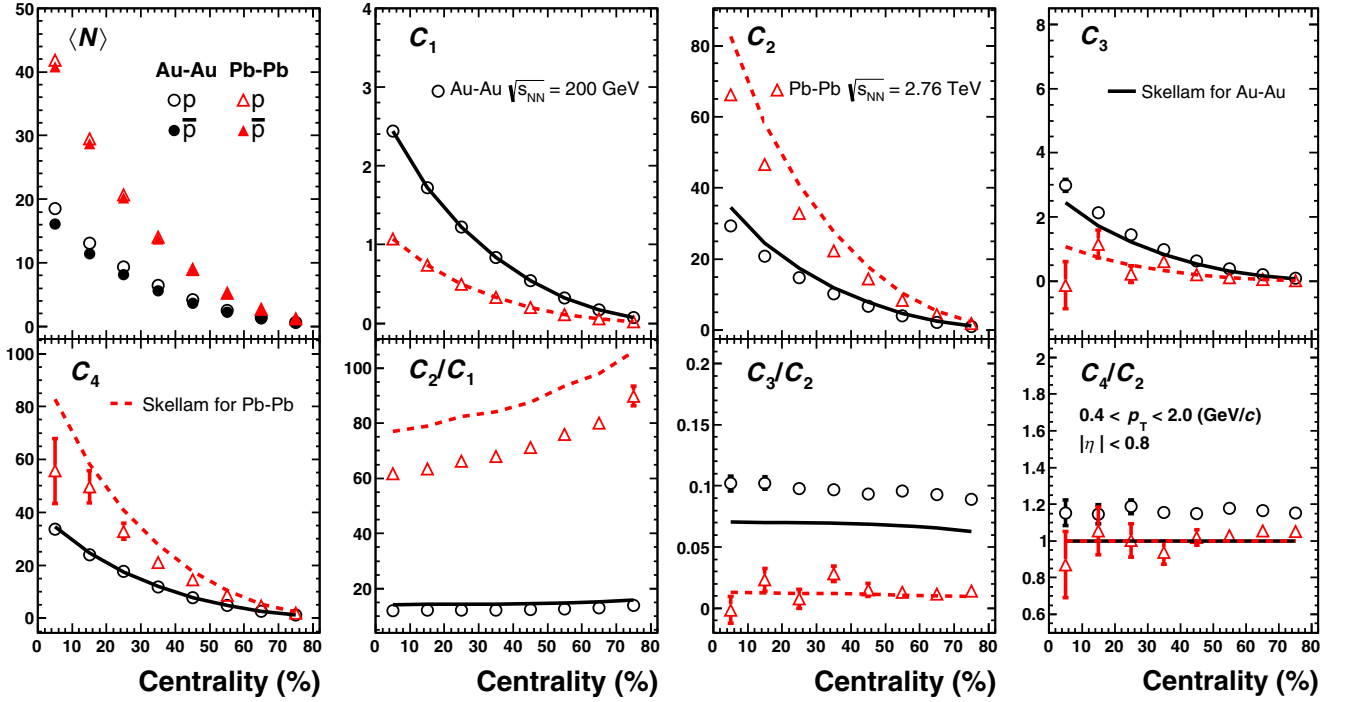 ⟨N⟩
Au-Au Pb-Pb
p p
p̅ p̅
50
40
30
20
10
0
C₁
Au-Au √s_NN = 200 GeV
4
3
2
1
0
C₂
Pb-Pb √s_NN = 2.76 TeV
80
60
40
20
0
C₃
Skellam for Au-Au
8
6
4
2
0
C₄
Skellam for Pb-Pb
100
80
60
40
20
0
0 10 20 30 40 50 60 70 80
Centrality (%)
C₂/C₁
100
80
60
40
20
0 10 20 30 40 50 60 70 80
Centrality (%)
C₃/C₂
0.2
0.15
0.1
0.05
0
0 10 20 30 40 50 60 70 80
Centrality (%)
C₄/C₂
0.4 < p_T < 2.0 (GeV/c)
|η| < 0.8
2
1.8
1.6
1.4
1.2
1
0.8
0.6
0 10 20 30 40 50 60 70 80
Centrality (%)